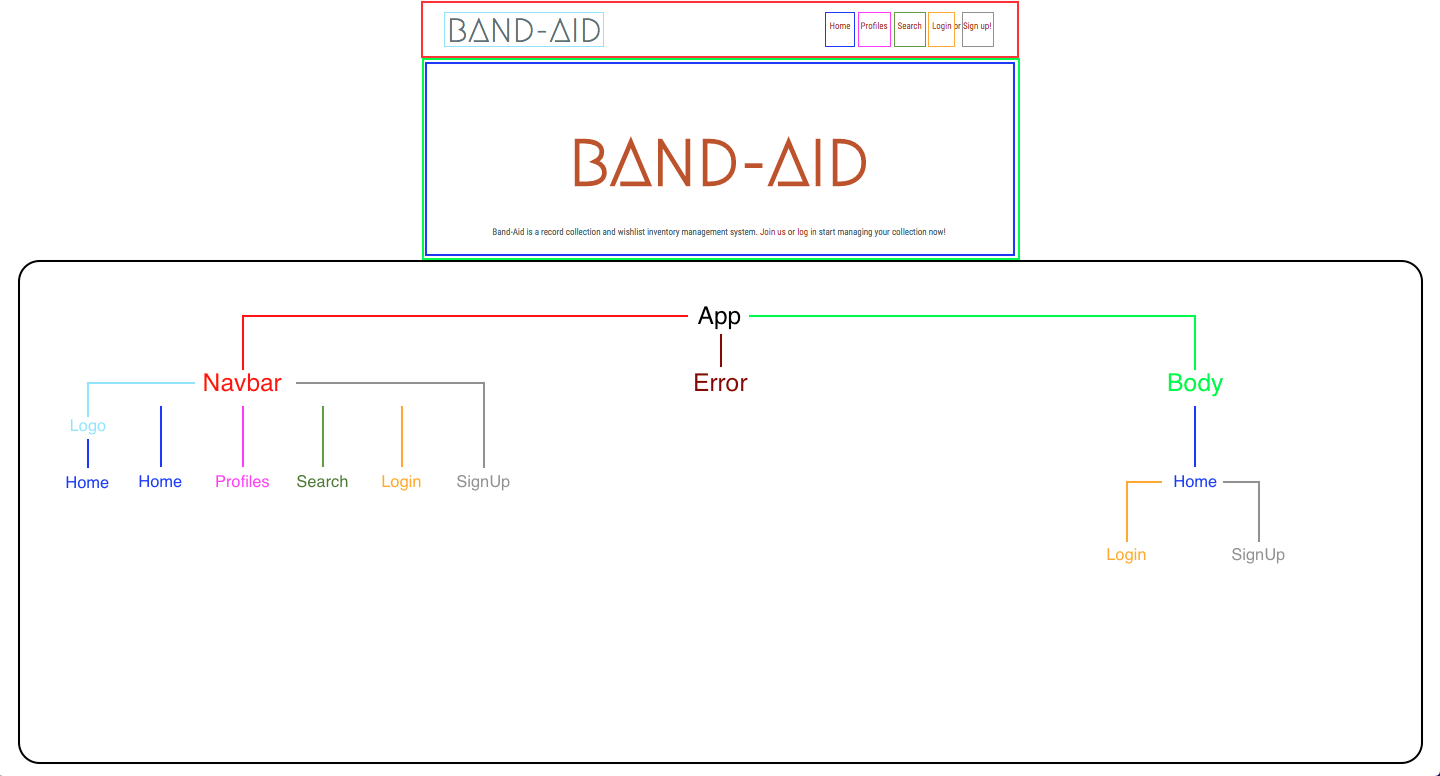 BAND-AID Home Profiles Search Login or Sign up!
BAND-AID
Band-Aid is a record collection and wishlist inventory management system. Join us or log in start managing your collection now!
App
Navbar Error Body
Logo
Home Home Profiles Search Login SignUp Home
Login SignUp